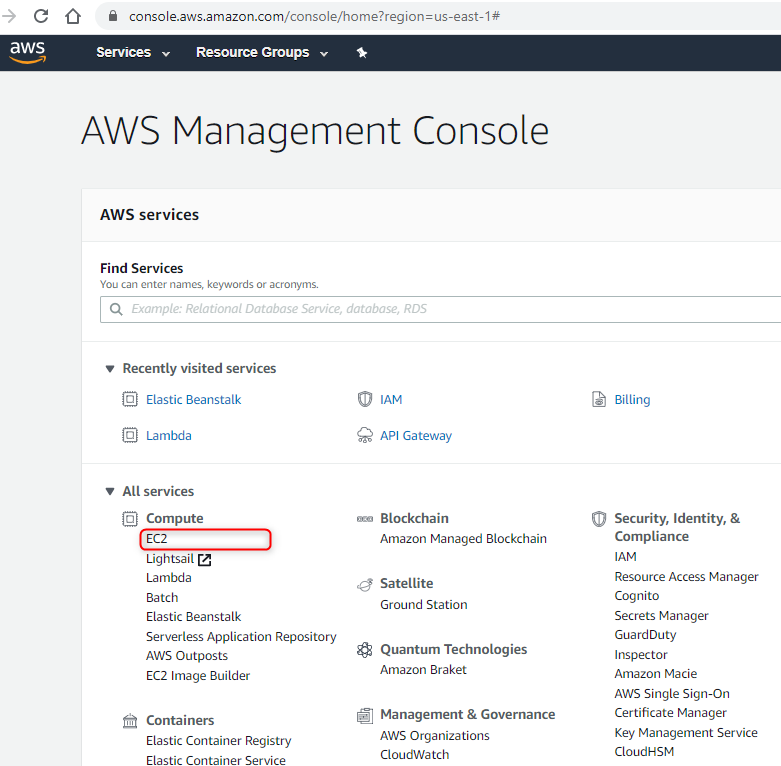 console.aws.amazon.com/console/home?region=us-east-1#
aws
Services
Resource Groups
AWS Management Console
AWS services
Find Services
You can enter names, keywords or acronyms.
Example: Relational Database Service, database, RDS
Recently visited services
Elastic Beanstalk
IAM
Billing
Lambda
API Gateway
All services
Compute
EC2
Lightsail
Lambda
Batch
Elastic Beanstalk
Serverless Application Repository
AWS Outposts
EC2 Image Builder
Containers
Elastic Container Registry
Elastic Container Service
Blockchain
Amazon Managed Blockchain
Satellite
Ground Station
Quantum Technologies
Amazon Braket
Management & Governance
AWS Organizations
CloudWatch
Security, Identity, &
Compliance
IAM
Resource Access Manager
Cognito
Secrets Manager
GuardDuty
Inspector
Amazon Macie
AWS Single Sign-On
Certificate Manager
Key Management Service
CloudHSM